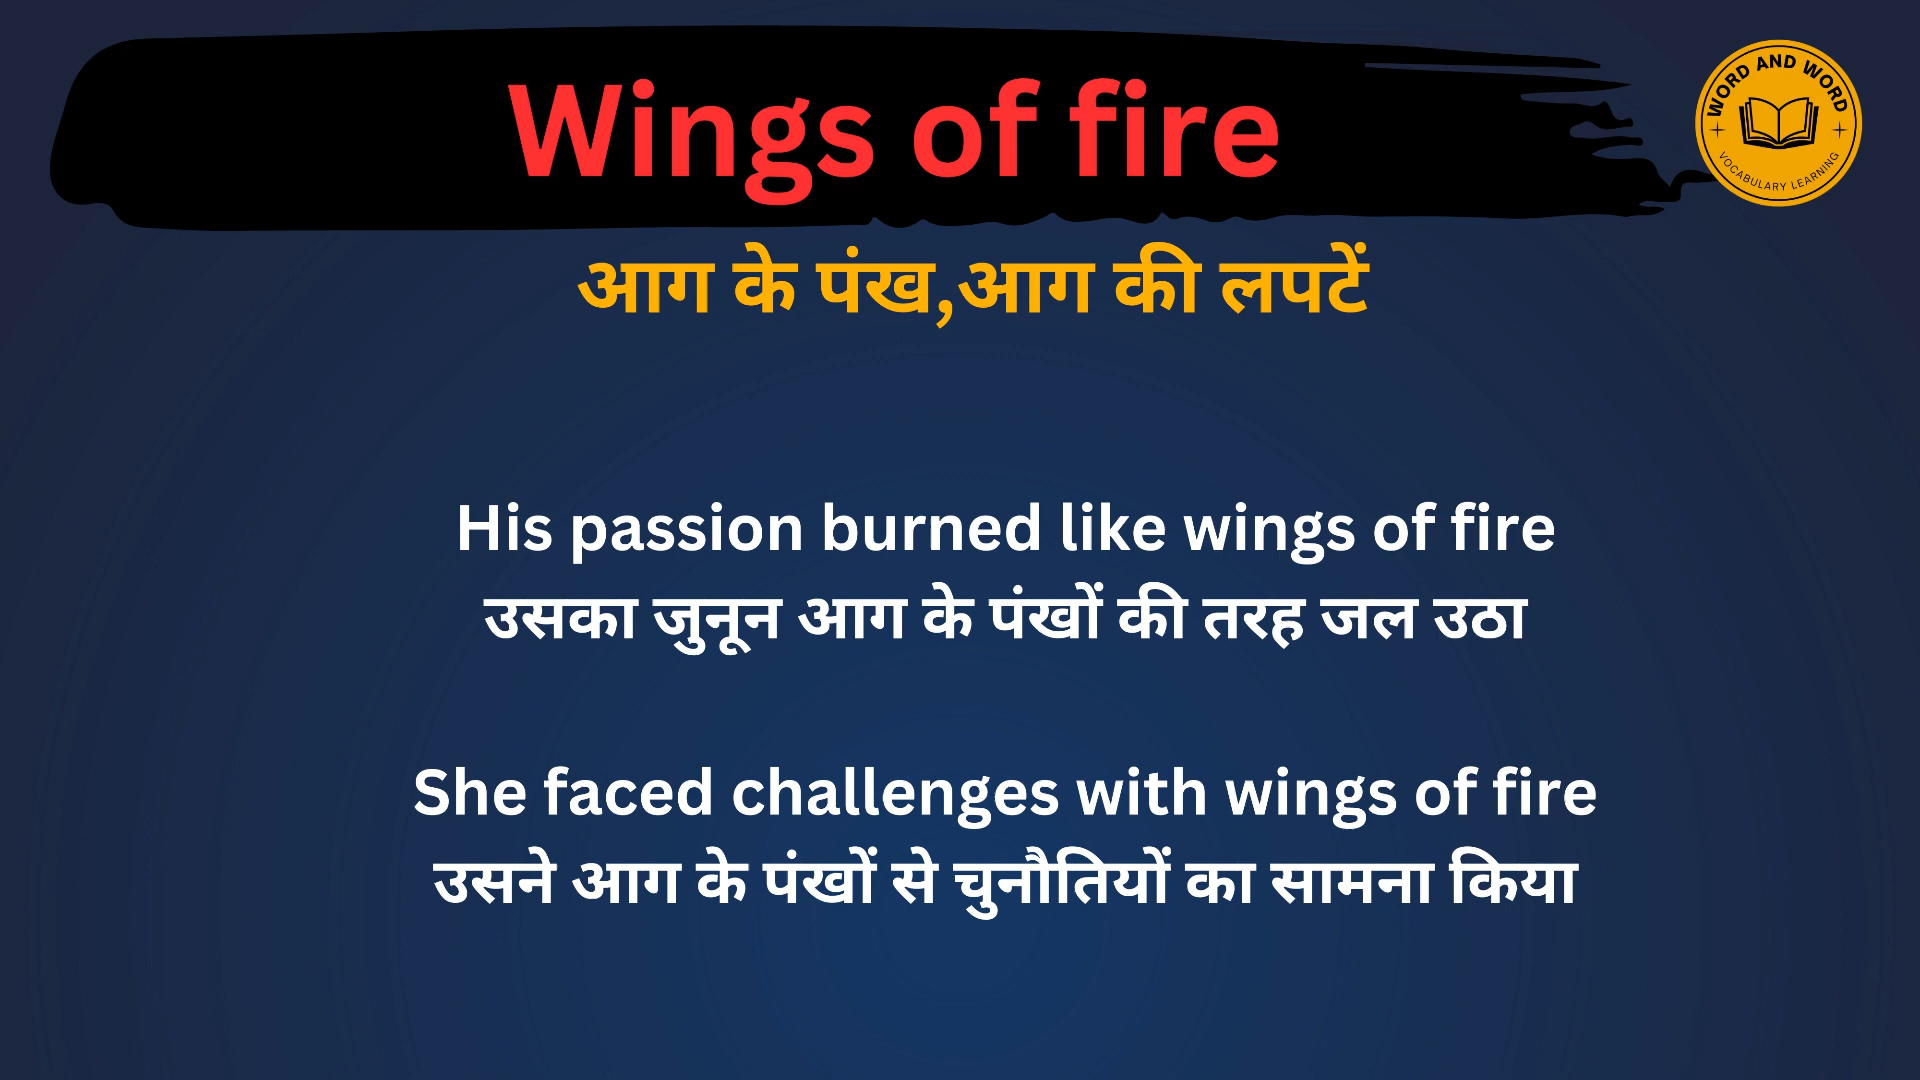 Wings of fire
WORD AND WORD
VOCABULARY LEARNING
आग के पंख,आग की लपटें
His passion burned like wings of fire
उसका जुनून आग के पंखों की तरह जल उठा
She faced challenges with wings of fire
उसने आग के पंखों से चुनौतियों का सामना किया